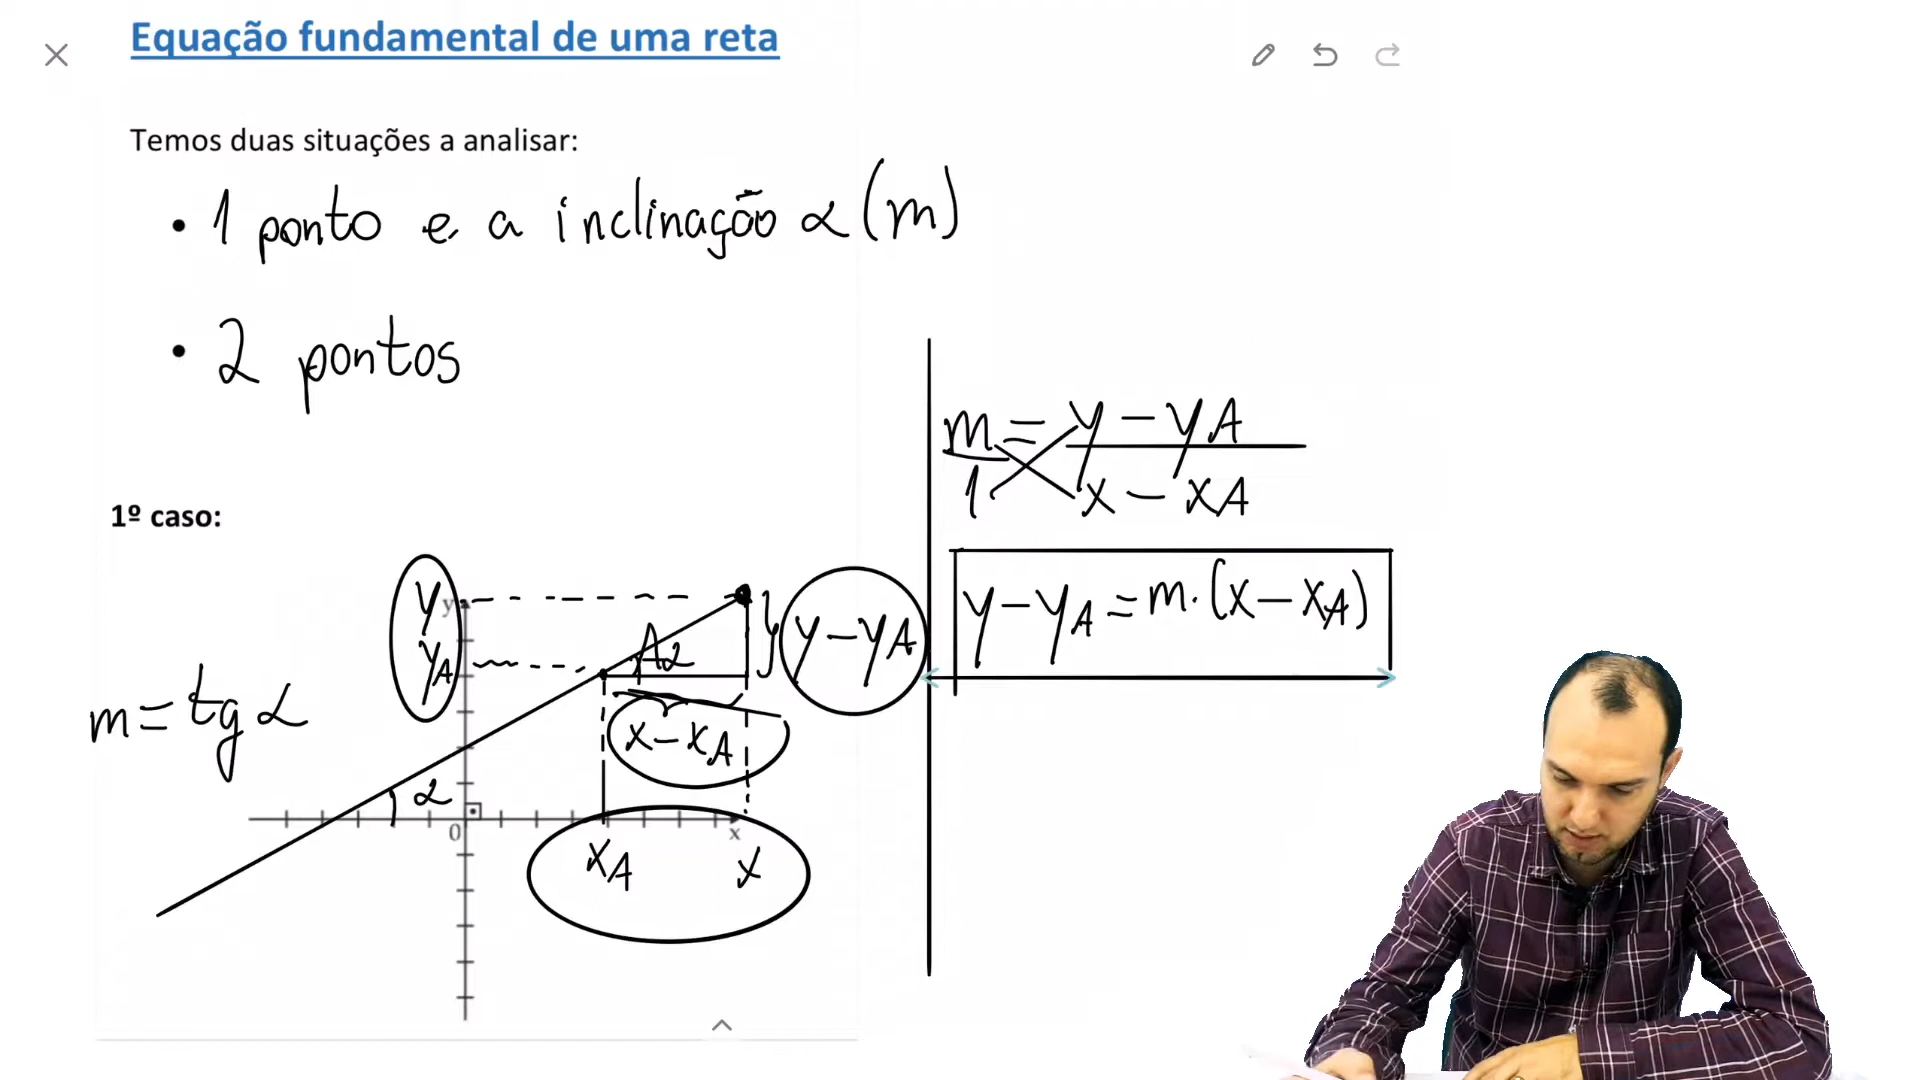 Equação fundamental de uma reta
Temos duas situações a analisar:
• 1 ponto e a inclinação α (m)
• 2 pontos
1º caso:
y
y
yA
m = tg α
α
α
0
x
x - xA
y - yA
xA
x
m = y - yA
1 x - xA
y - yA = m · (x - xA)